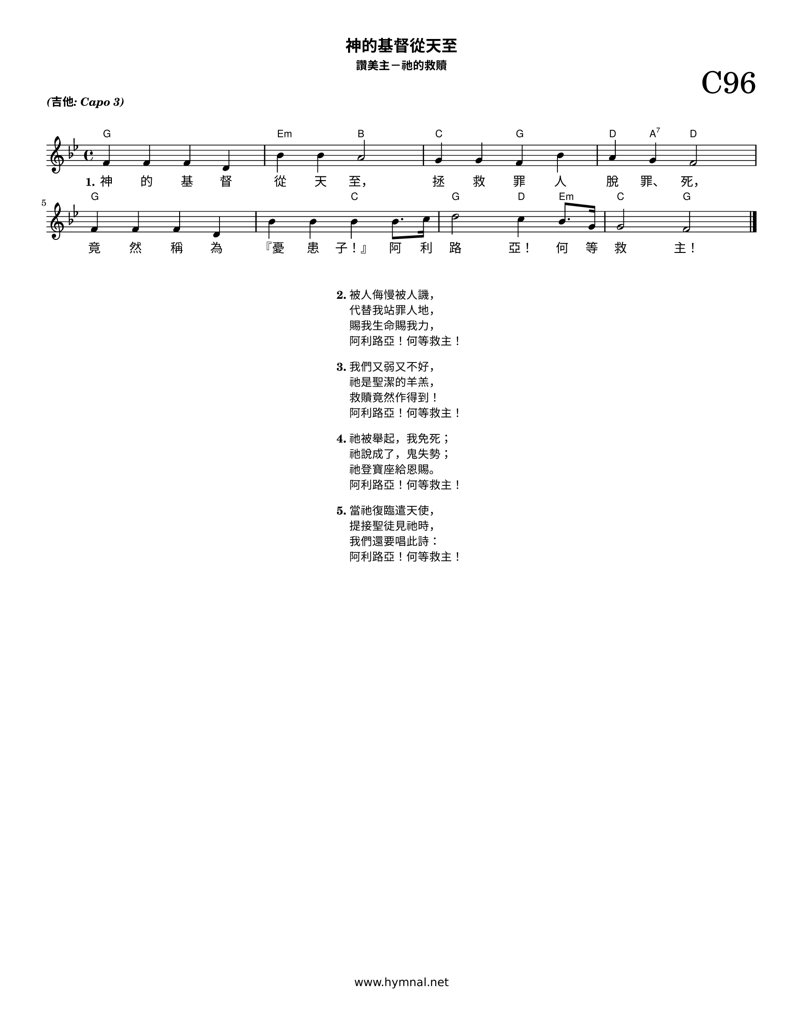 神的基督從天至
讚美主－祂的救贖
C96
(吉他: Capo 3)
G Em B C G D A7 D
1. 神 的 基 督 從 天 至， 拯 救 罪 人 脫 罪、 死，
G C G D Em C G
5
竟 然 稱 為 『憂 患 子！』 阿 利 路 亞！ 何 等 救 主！
2. 被人侮慢被人譏，
代替我站罪人地，
賜我生命賜我力，
阿利路亞！何等救主！
3. 我們又弱又不好，
祂是聖潔的羊羔，
救贖竟然作得到！
阿利路亞！何等救主！
4. 祂被舉起，我免死；
祂說成了，鬼失勢；
祂登寶座給恩賜。
阿利路亞！何等救主！
5. 當祂復臨遣天使，
提接聖徒見祂時，
我們還要唱此詩：
阿利路亞！何等救主！
www.hymnal.net